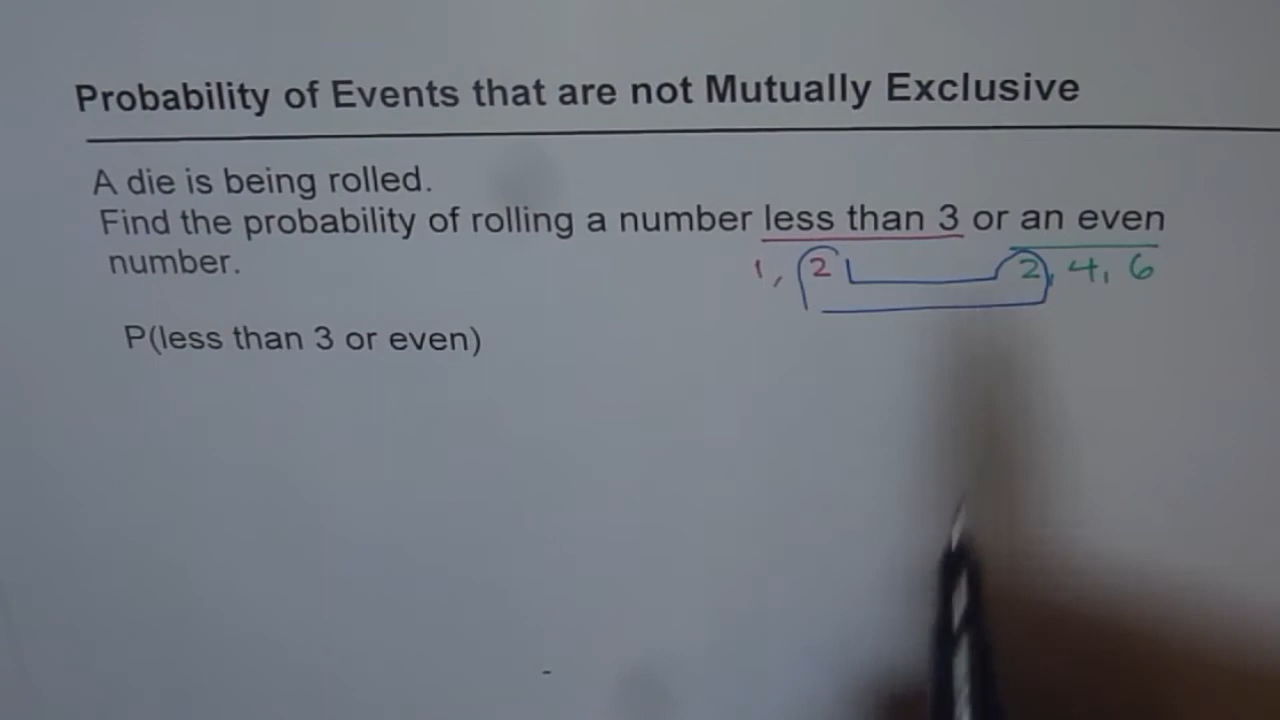 Probability of Events that are not Mutually Exclusive
A die is being rolled.
Find the probability of rolling a number less than 3 or an even
number.
1, 2 2, 4, 6
P(less than 3 or even)